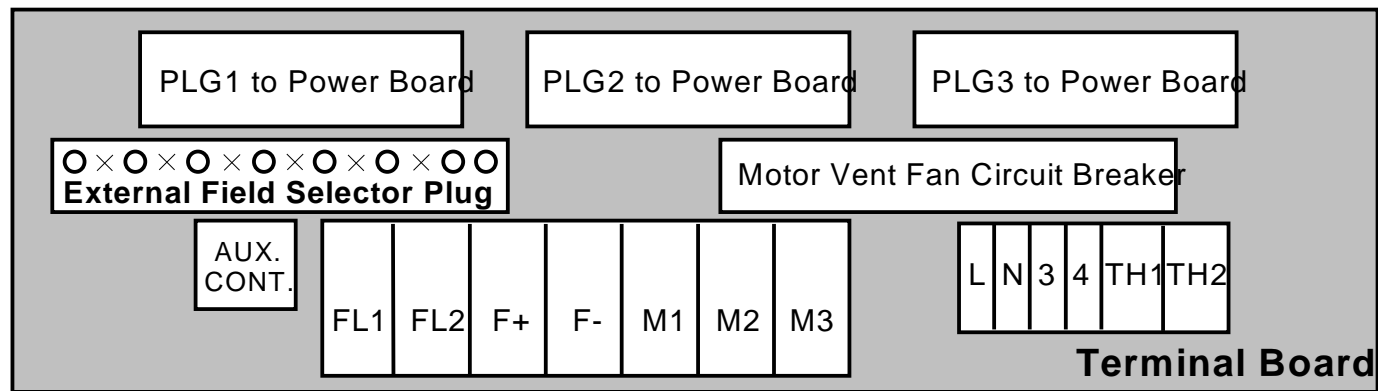 PLG1 to Power Board
PLG2 to Power Board
PLG3 to Power Board
External Field Selector Plug
Motor Vent Fan Circuit Breaker
AUX.
CONT.
FL1 FL2 F+ F- M1 M2 M3
L N 3 4 TH1 TH2
Terminal Board